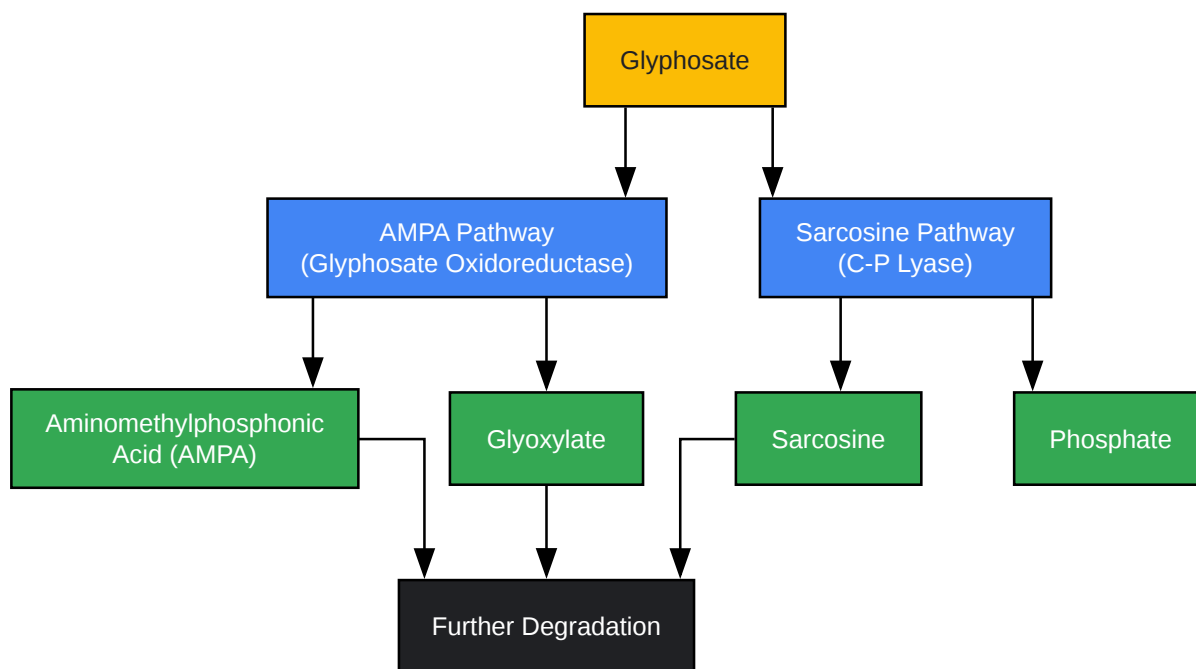 Glyphosate
AMPA Pathway
(Glyphosate Oxidoreductase)
Sarcosine Pathway
(C-P Lyase)
Aminomethylphosphonic
Acid (AMPA)
Glyoxylate
Sarcosine
Phosphate
Further Degradation